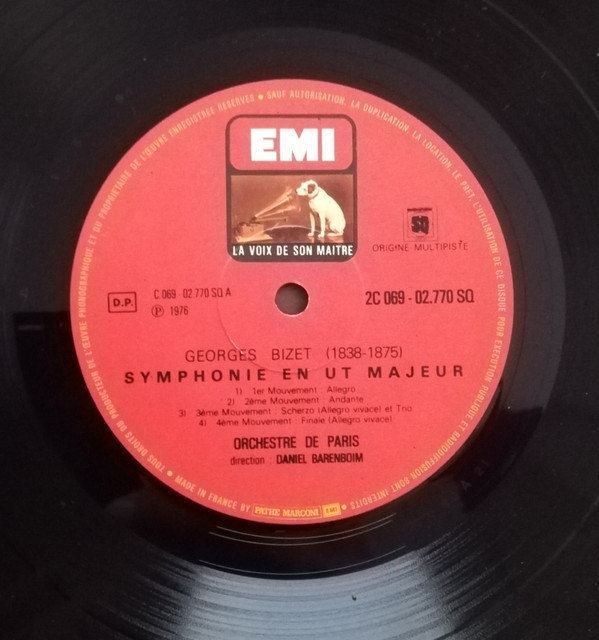 TOUS DROITS DU PRODUCTEUR DE L'ŒUVRE PHONOGRAPHIQUE ET DU PROPRIETAIRE DE L'ŒUVRE ENREGISTREE RESERVES • SAUF AUTORISATION, LA DUPLICATION, LA LOCATION, LE PRET, L'UTILISATION DE CE DISQUE POUR EXECUTION PUBLIQUE ET RADIODIFFUSION SONT INTERDITS •
EMI
LA VOIX DE SON MAITRE
SQ
ORIGINE MULTIPISTE
D.P.
C 069 - 02.770 SQ A
℗ 1976
2C 069 - 02.770 SQ
GEORGES BIZET (1838-1875)
SYMPHONIE EN UT MAJEUR
1) 1er Mouvement : Allegro
2) 2ème Mouvement : Andante
3) 3ème Mouvement : Scherzo (Allegro vivace) et Trio
4) 4ème Mouvement : Finale (Allegro vivace)
ORCHESTRE DE PARIS
direction : DANIEL BARENBOIM
• MADE IN FRANCE BY PATHE MARCONI EMI